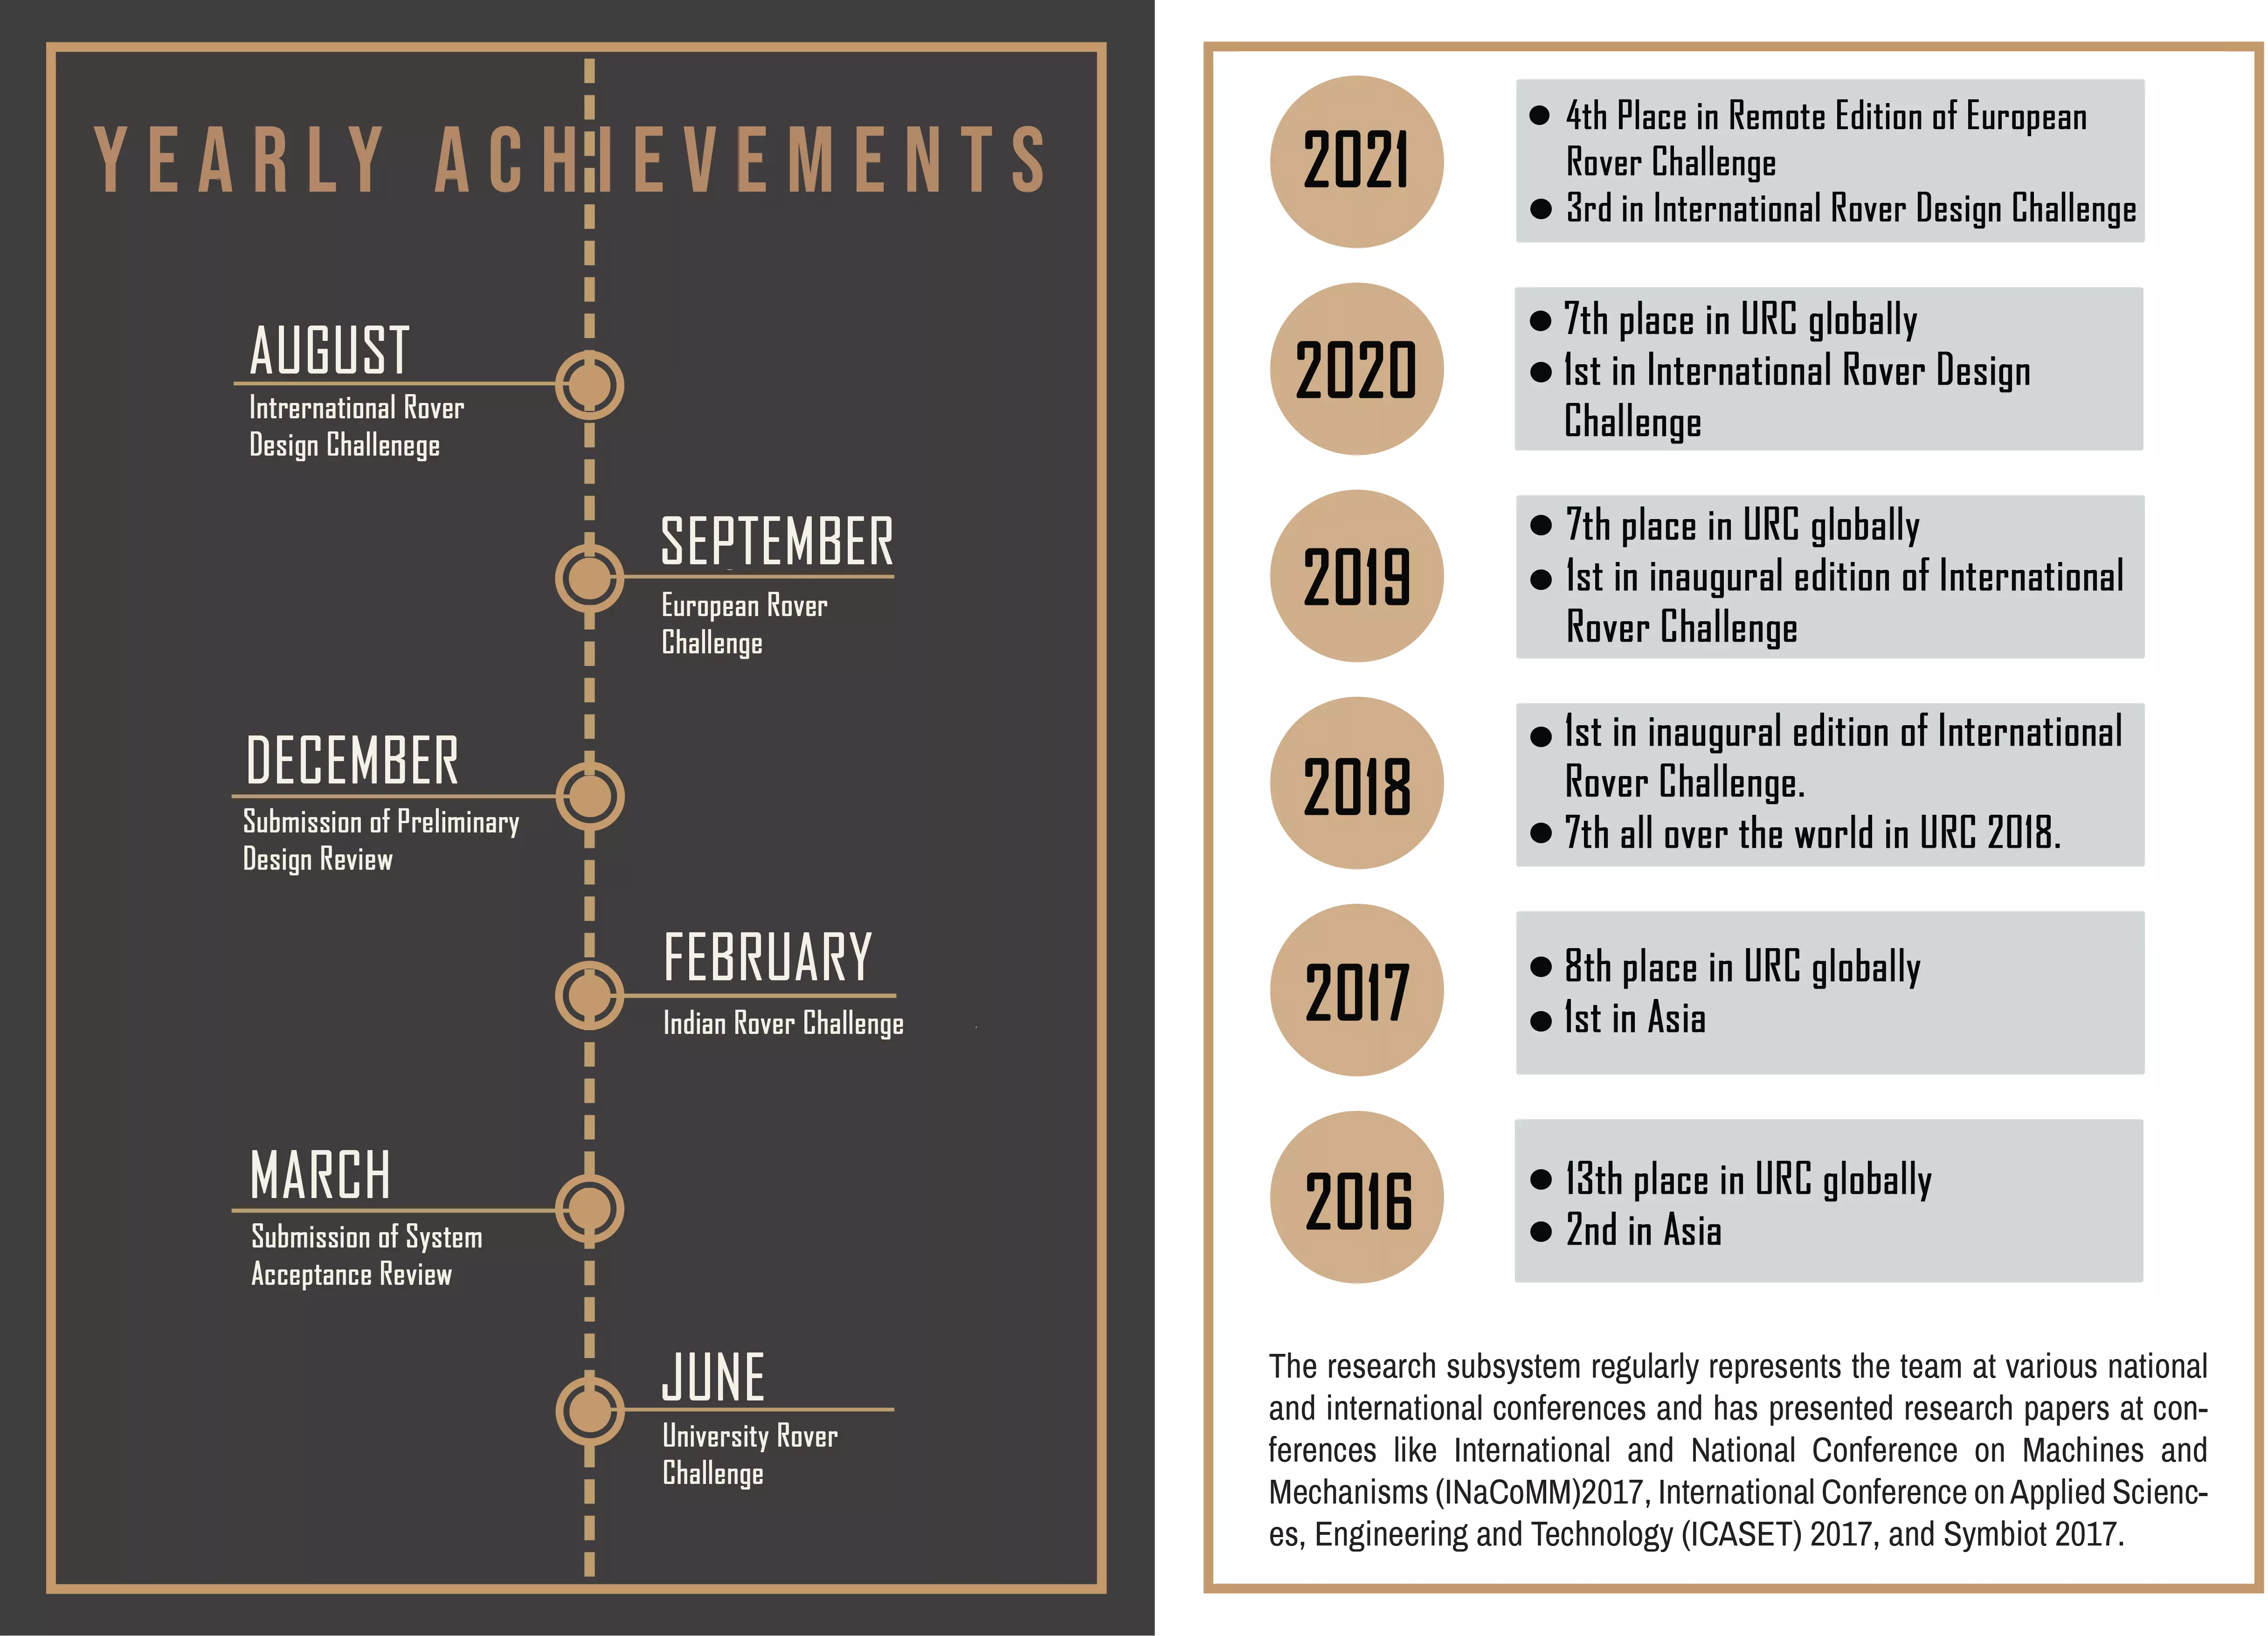 YEARLY ACHIEVEMENTS
AUGUST
Intrernational Rover
Design Challenege
SEPTEMBER
European Rover
Challenge
DECEMBER
Submission of Preliminary
Design Review
FEBRUARY
Indian Rover Challenge
MARCH
Submission of System
Acceptance Review
JUNE
University Rover
Challenge
2021
● 4th Place in Remote Edition of European
Rover Challenge
● 3rd in International Rover Design Challenge
2020
● 7th place in URC globally
● 1st in International Rover Design
Challenge
2019
● 7th place in URC globally
● 1st in inaugural edition of International
Rover Challenge
2018
● 1st in inaugural edition of International
Rover Challenge.
● 7th all over the world in URC 2018.
2017
● 8th place in URC globally
● 1st in Asia
2016
● 13th place in URC globally
● 2nd in Asia
The research subsystem regularly represents the team at various national
and international conferences and has presented research papers at con-
ferences like International and National Conference on Machines and
Mechanisms (INaCoMM)2017, International Conference on Applied Scienc-
es, Engineering and Technology (ICASET) 2017, and Symbiot 2017.